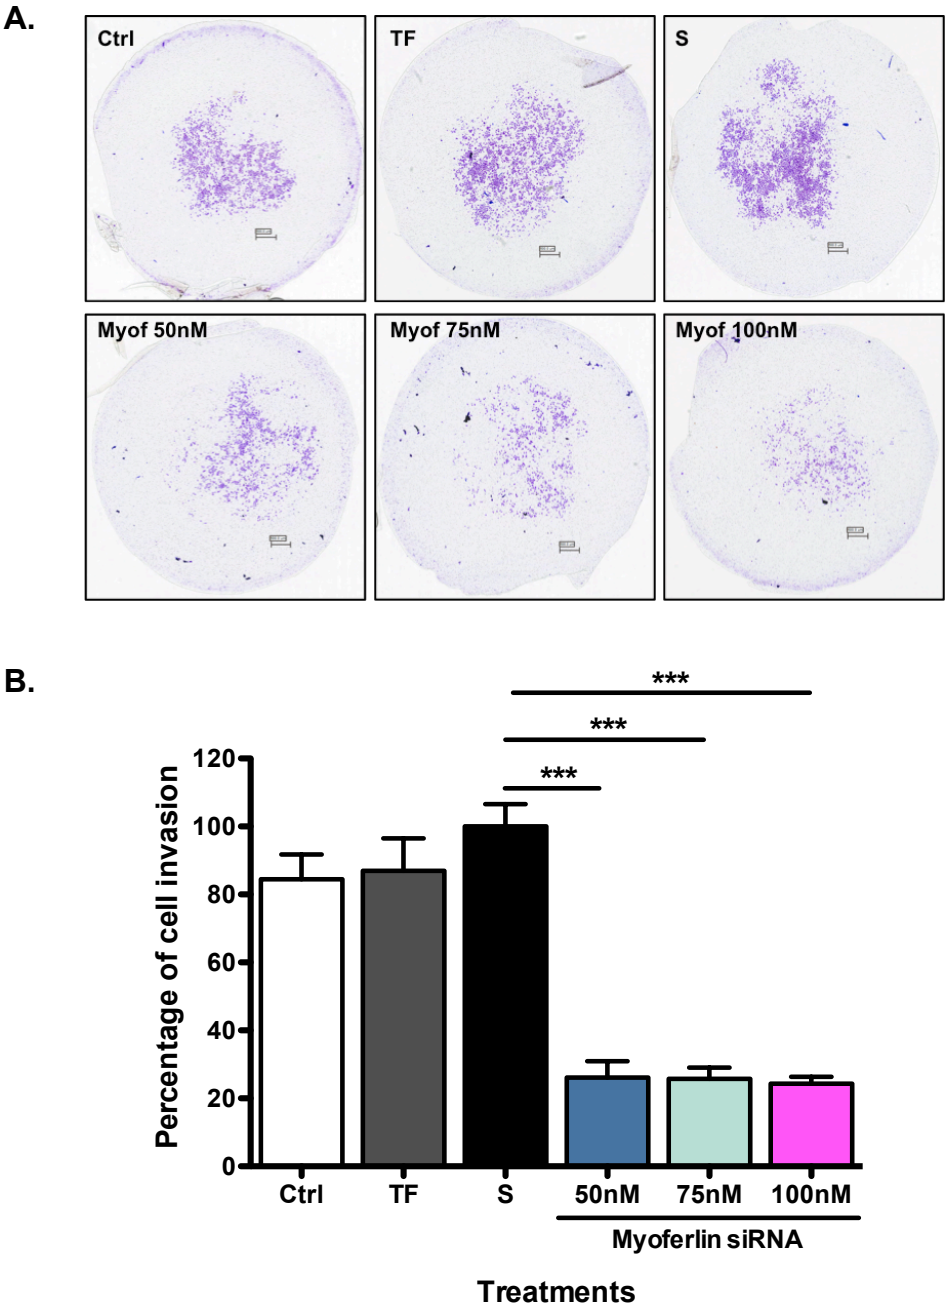 A.
Ctrl
TF
S
Myof 50nM
Myof 75nM
Myof 100nM
B.
***
***
***
Percentage of cell invasion
120
100
80
60
40
20
0
Ctrl
TF
S
50nM
75nM
100nM
Myoferlin siRNA
Treatments